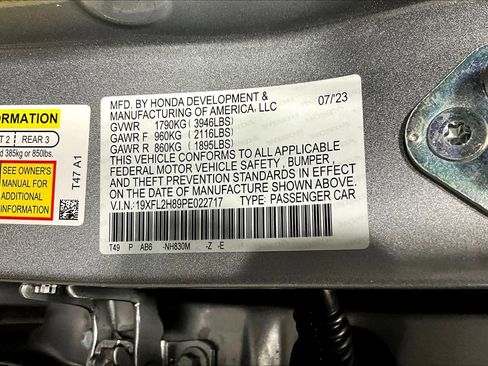 ORMATION
T 2 REAR 3
d 385kg or 850lbs.
SEE OWNER'S
MANUAL FOR
ADDITIONAL
INFORMATION
T47 A1
MFD. BY HONDA DEVELOPMENT & 07/23
MANUFACTURING OF AMERICA, LLC
GVWR 1790KG ( 3946LBS)
GAWR F 960KG ( 2116LBS)
GAWR R 860KG ( 1895LBS)
THIS VEHICLE CONFORMS TO ALL APPLICABLE
FEDERAL MOTOR VEHICLE SAFETY , BUMPER ,
AND THEFT PREVENTION STANDARDS IN EFFECT
ON THE DATE OF MANUFACTURE SHOWN ABOVE.
V.I.N.:19XFL2H89PE022717 TYPE: PASSENGER CAR
T49 P AB6 -NH830M -Z -E